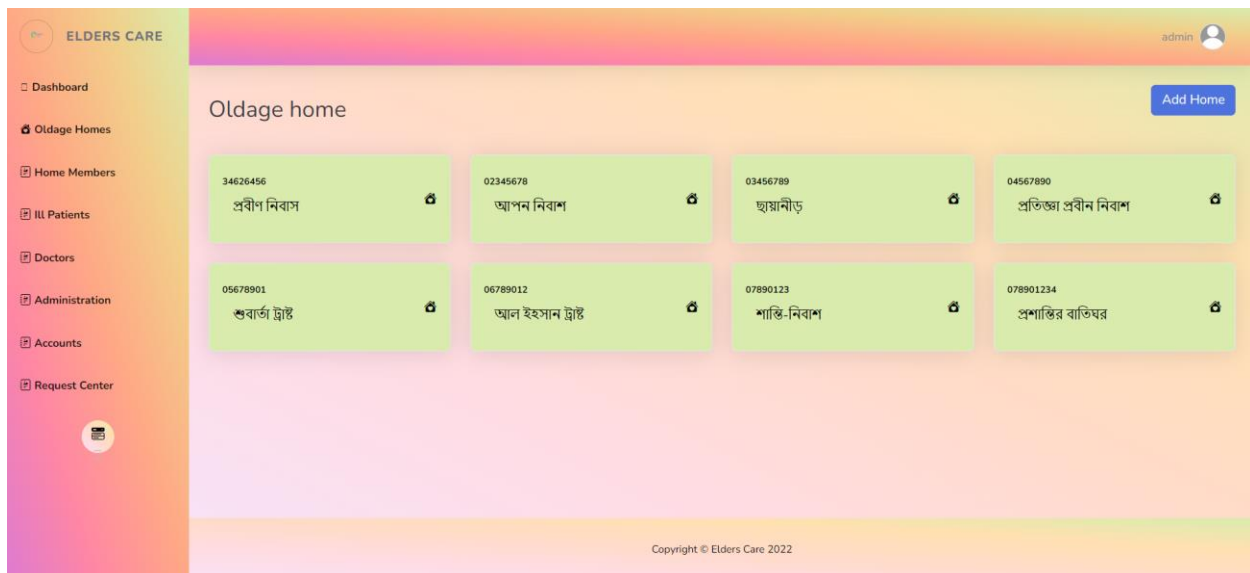 ELDERS CARE
admin
Dashboard
Oldage Homes
Home Members
Ill Patients
Doctors
Administration
Accounts
Request Center
Oldage home
Add Home
34626456
প্রবীণ নিবাস
02345678
আপন নিবাশ
03456789
ছায়ানীড়
04567890
প্রতিজ্ঞা প্রবীন নিবাশ
05678901
শুবার্তা ট্রাষ্ট
06789012
আল ইহসান ট্রাষ্ট
07890123
শান্তি-নিবাশ
078901234
প্রশান্তির বাতিঘর
Copyright © Elders Care 2022